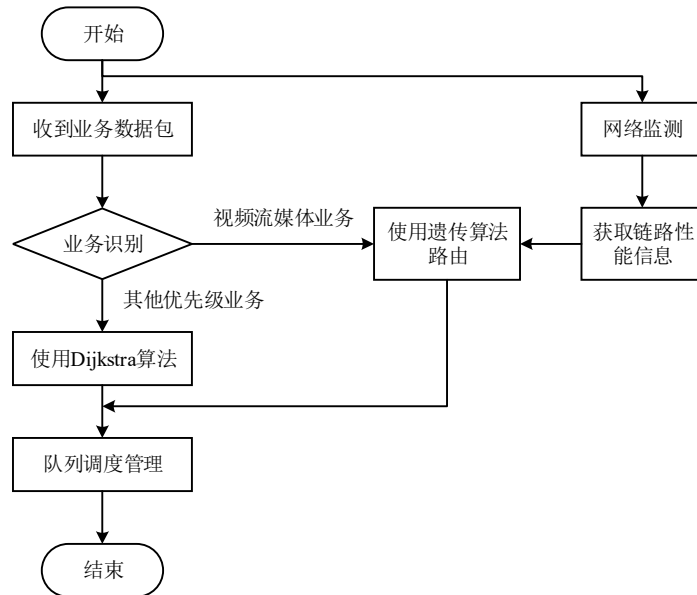 开始
收到业务数据包
网络监测
业务识别
视频流媒体业务
使用遗传算法
路由
获取链路性
能信息
其他优先级业务
使用Dijkstra算法
队列调度管理
结束